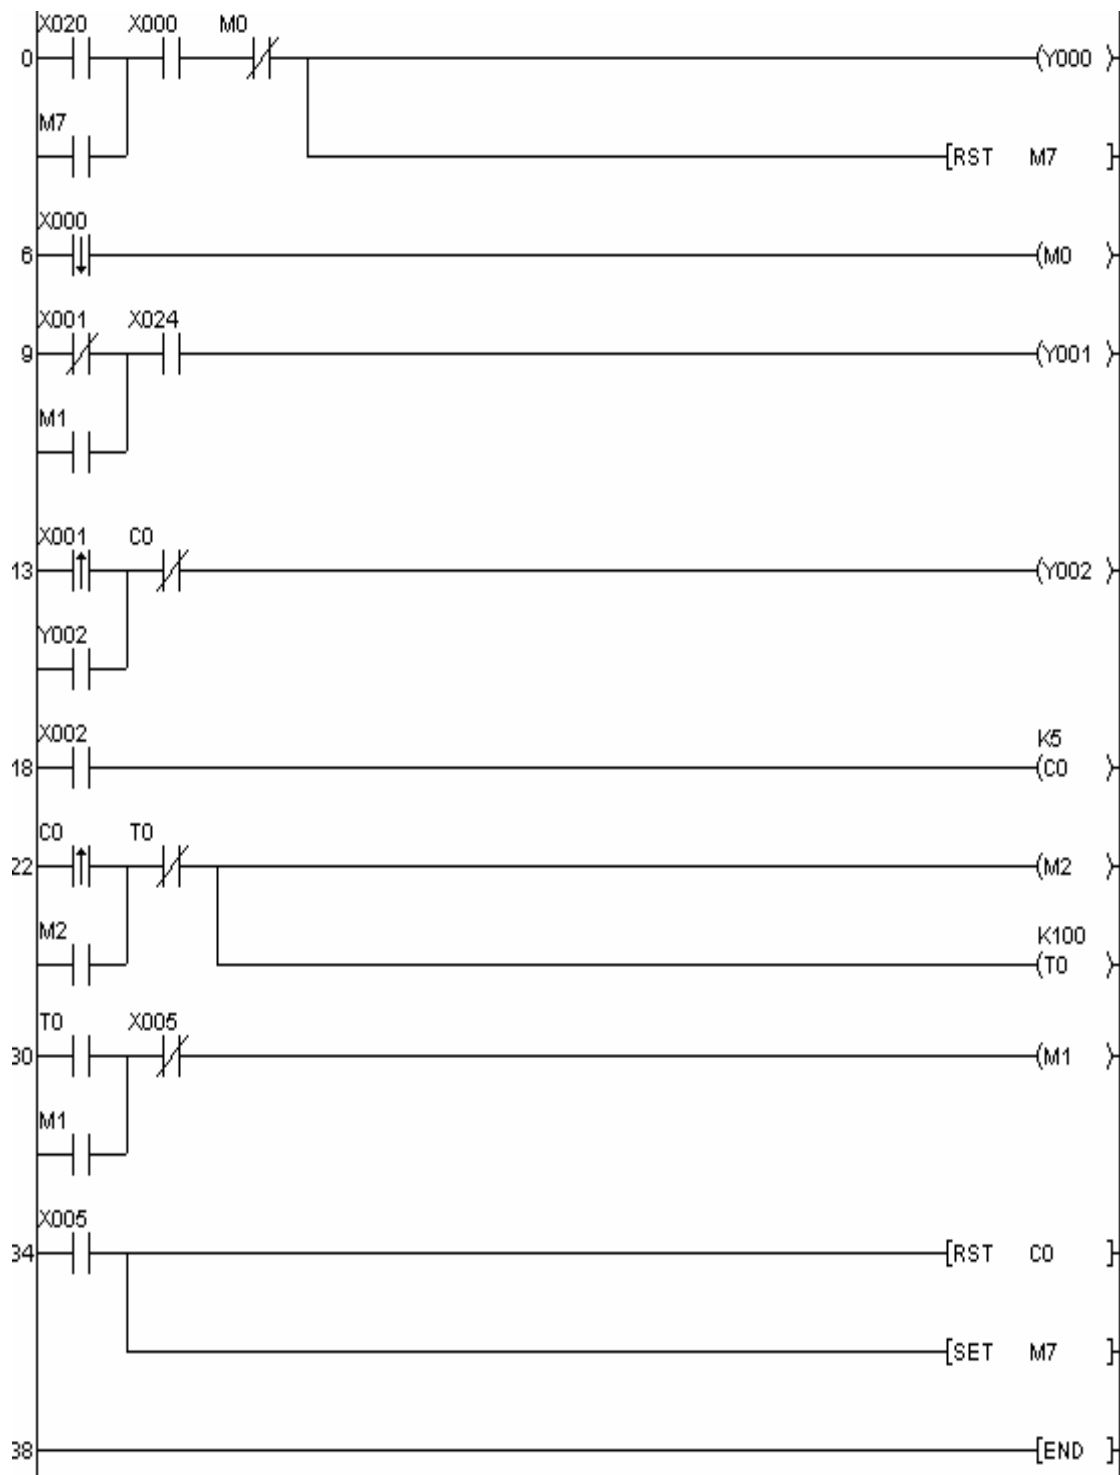 X020 X000 M0
0 (Y000 )
M7
[RST M7 ]
X000
6 (M0 )
X001 X024
9 (Y001 )
M1
X001 C0
13 (Y002 )
Y002
X002 K5
18 (C0 )
C0 T0
22 (M2 )
M2 K100
(T0 )
T0 X005
30 (M1 )
M1
X005
34 [RST C0 ]
[SET M7 ]
38 [END ]